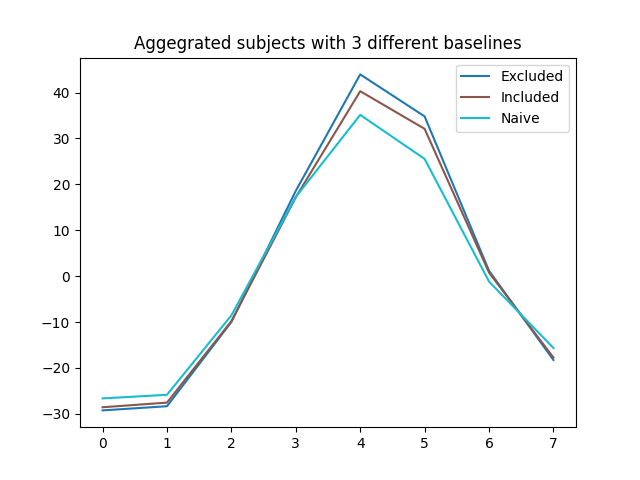 Aggegrated subjects with 3 different baselines
Excluded
Included
Naive
40
30
20
10
0
−10
−20
−30
0 1 2 3 4 5 6 7